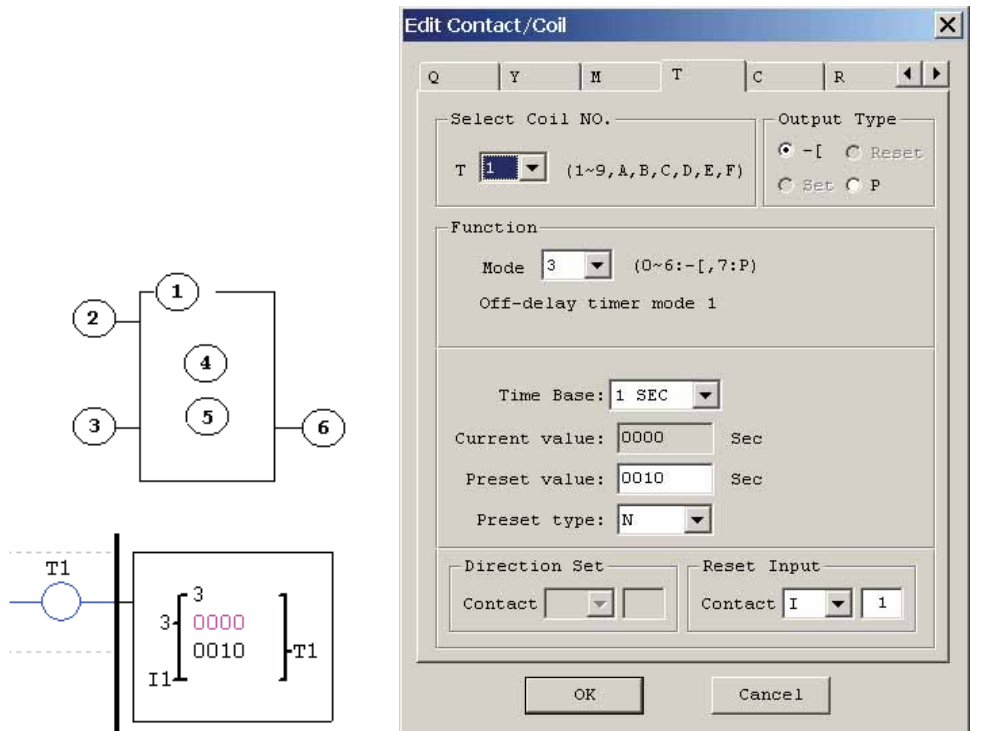 Edit Contact/Coil
Q Y M T C R
Select Coil NO.
T 1 (1~9,A,B,C,D,E,F)
Output Type
-[ Reset
Set P
Function
Mode 3 (0~6:-[,7:P)
Off-delay timer mode 1
Time Base: 1 SEC
Current value: 0000 Sec
Preset value: 0010 Sec
Preset type: N
Direction Set
Contact
Reset Input
Contact I 1
OK Cancel
1
2
4
3
5
6
T1
3
3 0000
0010 T1
I1